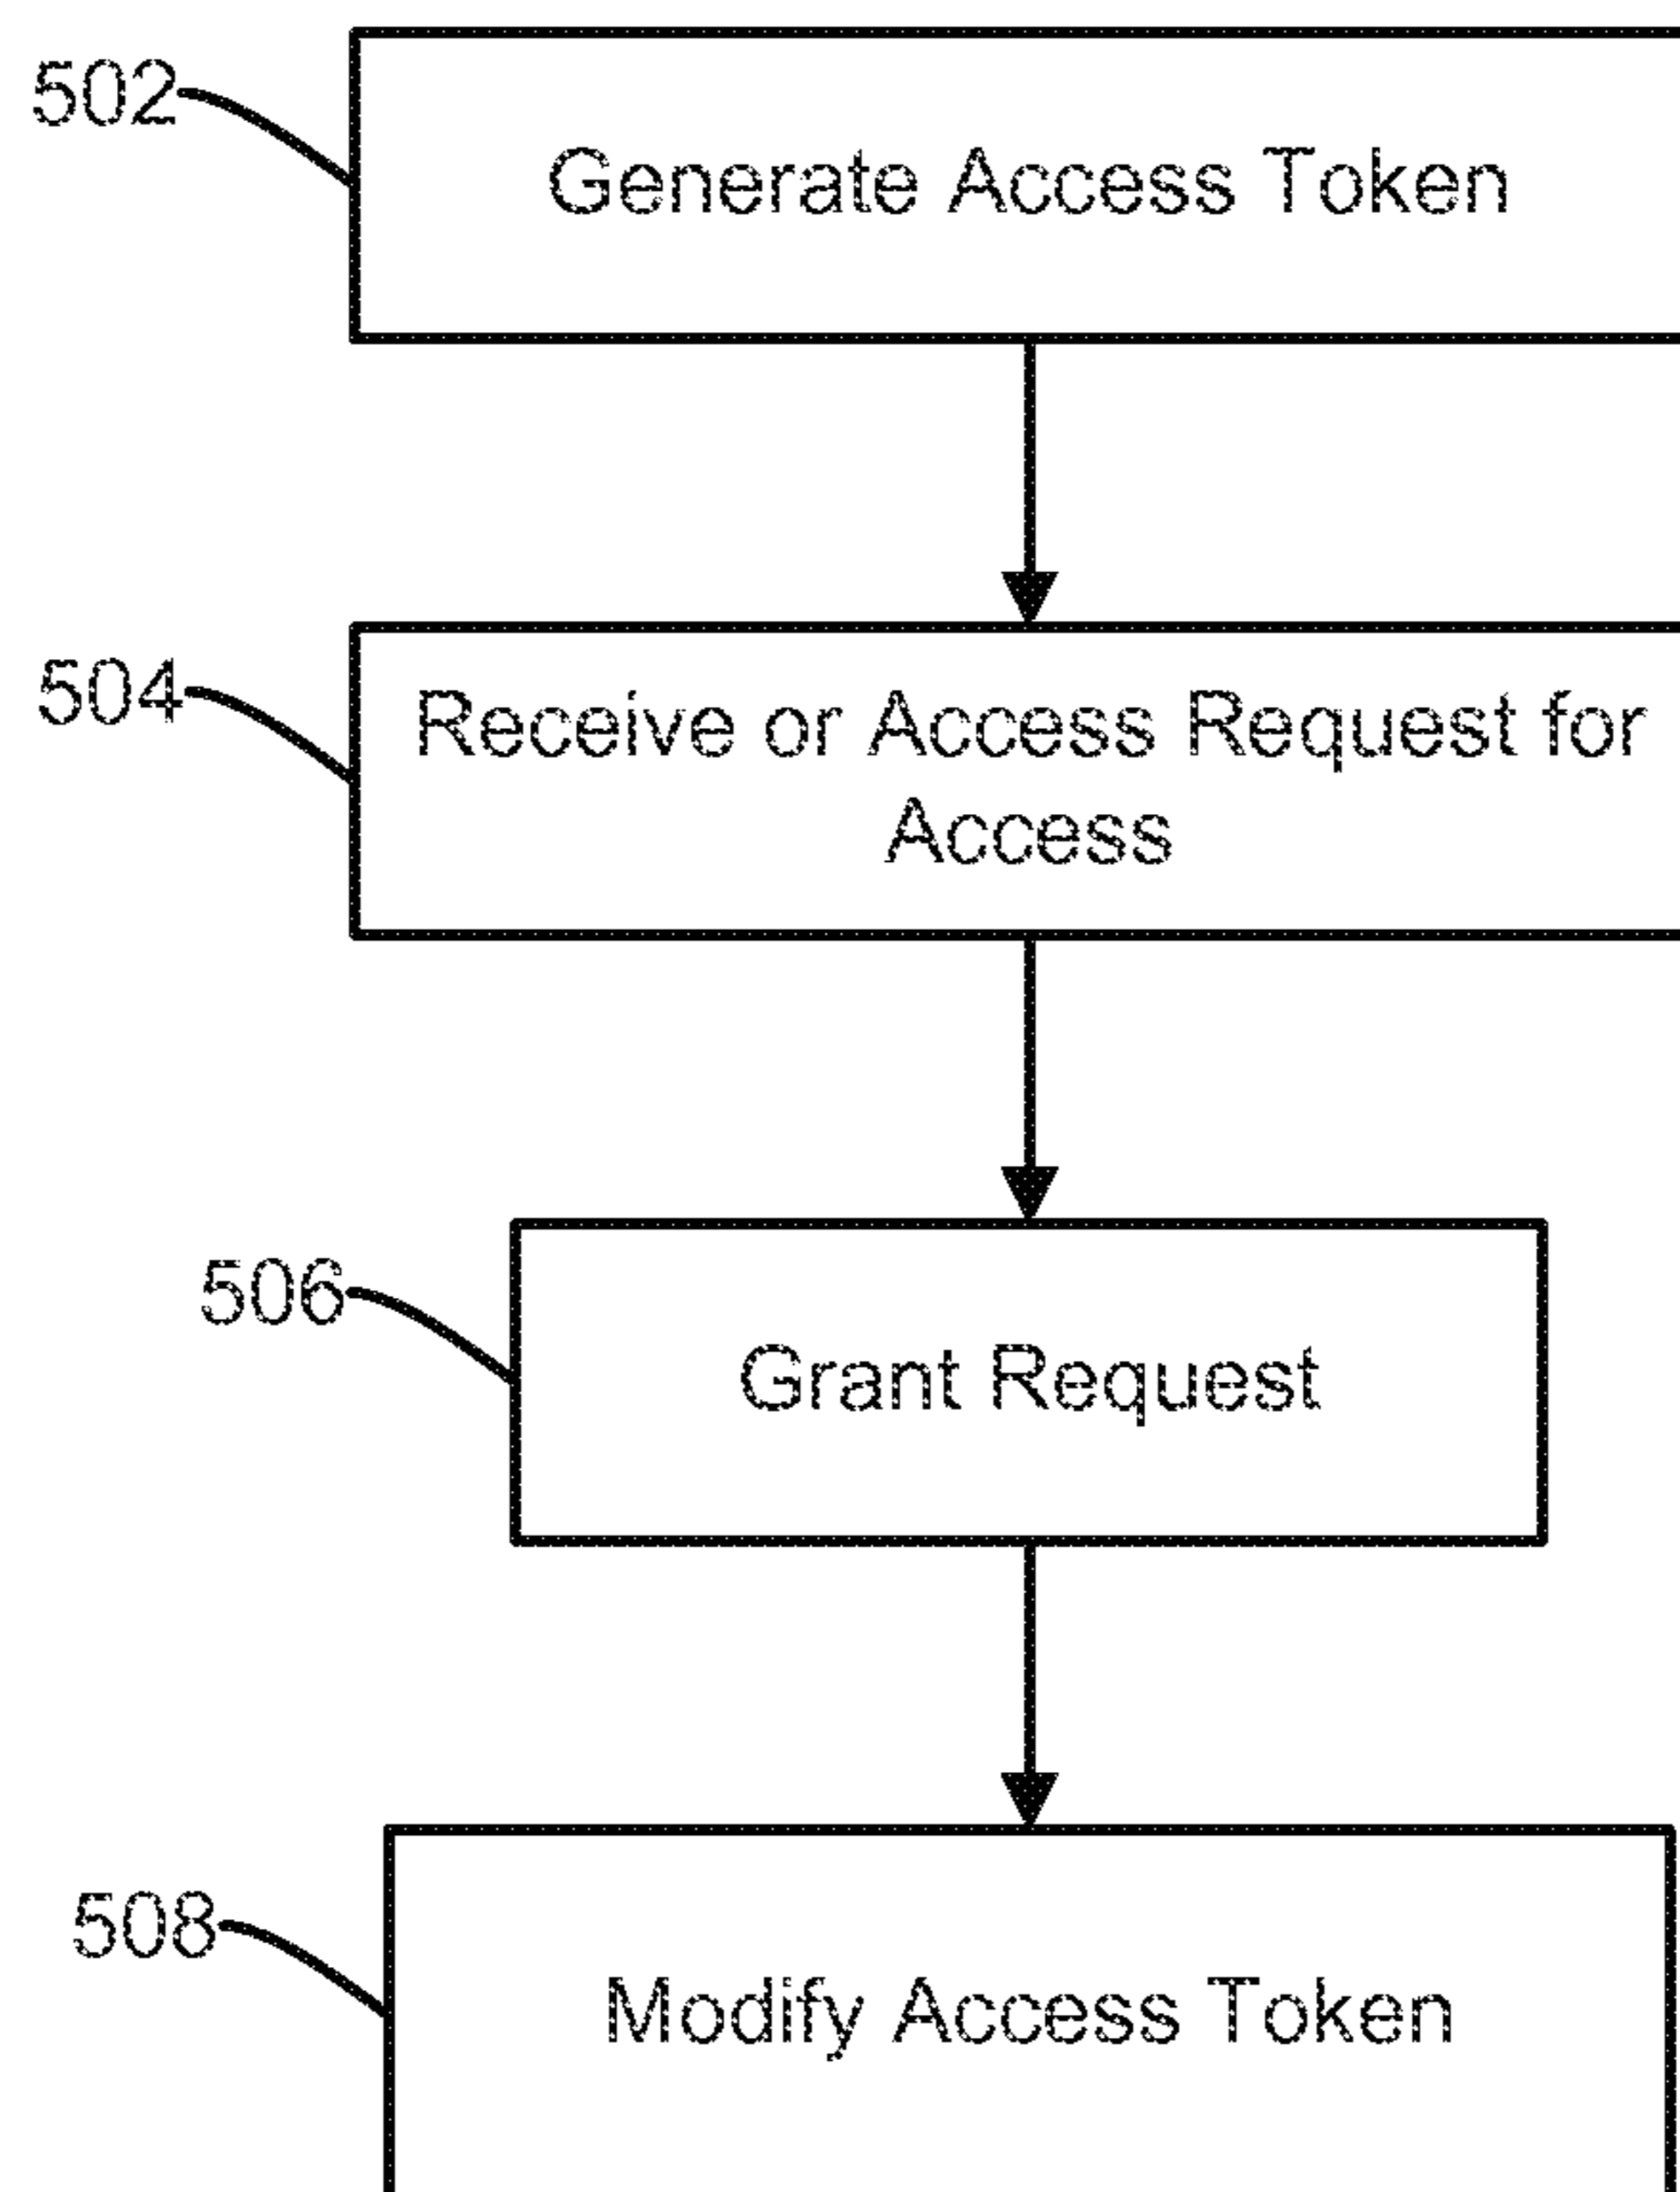 502
Generate Access Token
504
Receive or Access Request for
Access
506
Grant Request
508
Modify Access Token